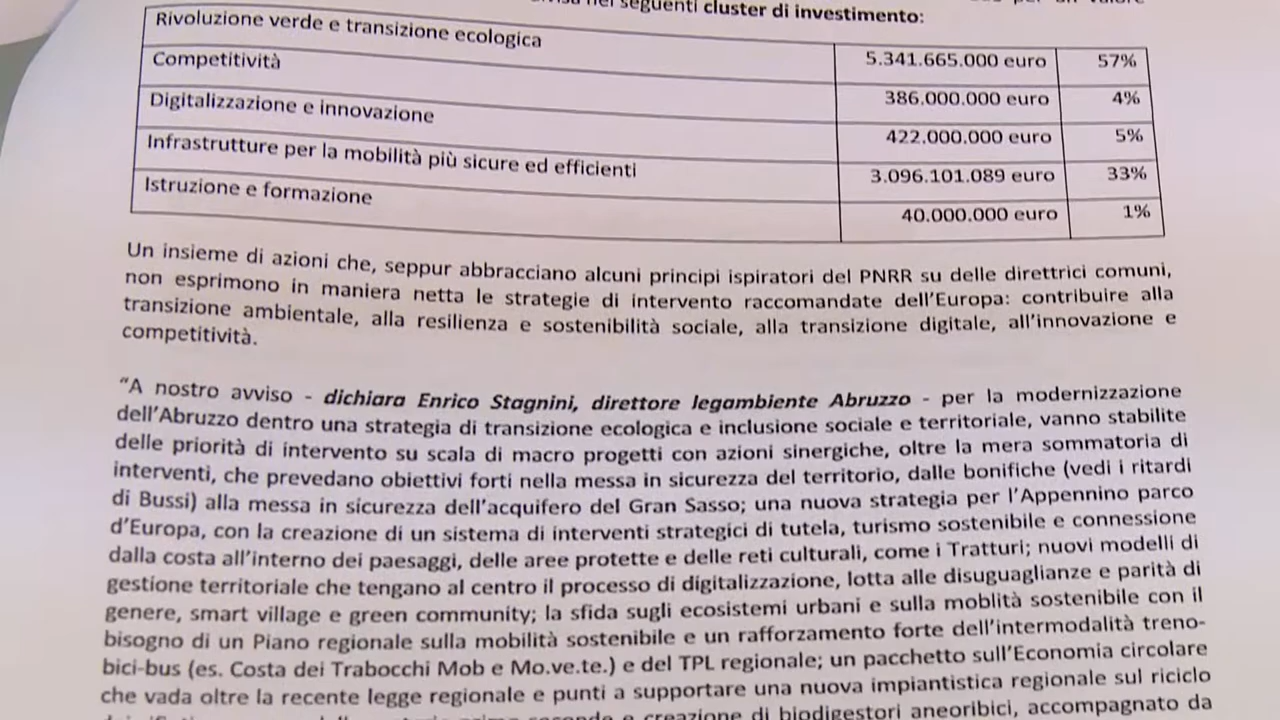 seguenti cluster di investimento:
Rivoluzione verde e transizione ecologica 5.341.665.000 euro 57%
Competitività 386.000.000 euro 4%
Digitalizzazione e innovazione 422.000.000 euro 5%
Infrastrutture per la mobilità più sicure ed efficienti 3.096.101.089 euro 33%
Istruzione e formazione 40.000.000 euro 1%
Un insieme di azioni che, seppur abbracciano alcuni principi ispiratori del PNRR su delle direttrici comuni,
non esprimono in maniera netta le strategie di intervento raccomandate dell’Europa: contribuire alla
transizione ambientale, alla resilienza e sostenibilità sociale, alla transizione digitale, all’innovazione e
competitività.
“A nostro avviso - dichiara Enrico Stagnini, direttore legambiente Abruzzo - per la modernizzazione
dell’Abruzzo dentro una strategia di transizione ecologica e inclusione sociale e territoriale, vanno stabilite
delle priorità di intervento su scala di macro progetti con azioni sinergiche, oltre la mera sommatoria di
interventi, che prevedano obiettivi forti nella messa in sicurezza del territorio, dalle bonifiche (vedi i ritardi
di Bussi) alla messa in sicurezza dell’acquifero del Gran Sasso; una nuova strategia per l’Appennino parco
d’Europa, con la creazione di un sistema di interventi strategici di tutela, turismo sostenibile e connessione
dalla costa all’interno dei paesaggi, delle aree protette e delle reti culturali, come i Tratturi; nuovi modelli di
gestione territoriale che tengano al centro il processo di digitalizzazione, lotta alle disuguaglianze e parità di
genere, smart village e green community; la sfida sugli ecosistemi urbani e sulla moblità sostenibile con il
bisogno di un Piano regionale sulla mobilità sostenibile e un rafforzamento forte dell’intermodalità treno-
bici-bus (es. Costa dei Trabocchi Mob e Mo.ve.te.) e del TPL regionale; un pacchetto sull’Economia circolare
che vada oltre la recente legge regionale e punti a supportare una nuova impiantistica regionale sul riciclo
e creazione di biodigestori aneoribici, accompagnato da